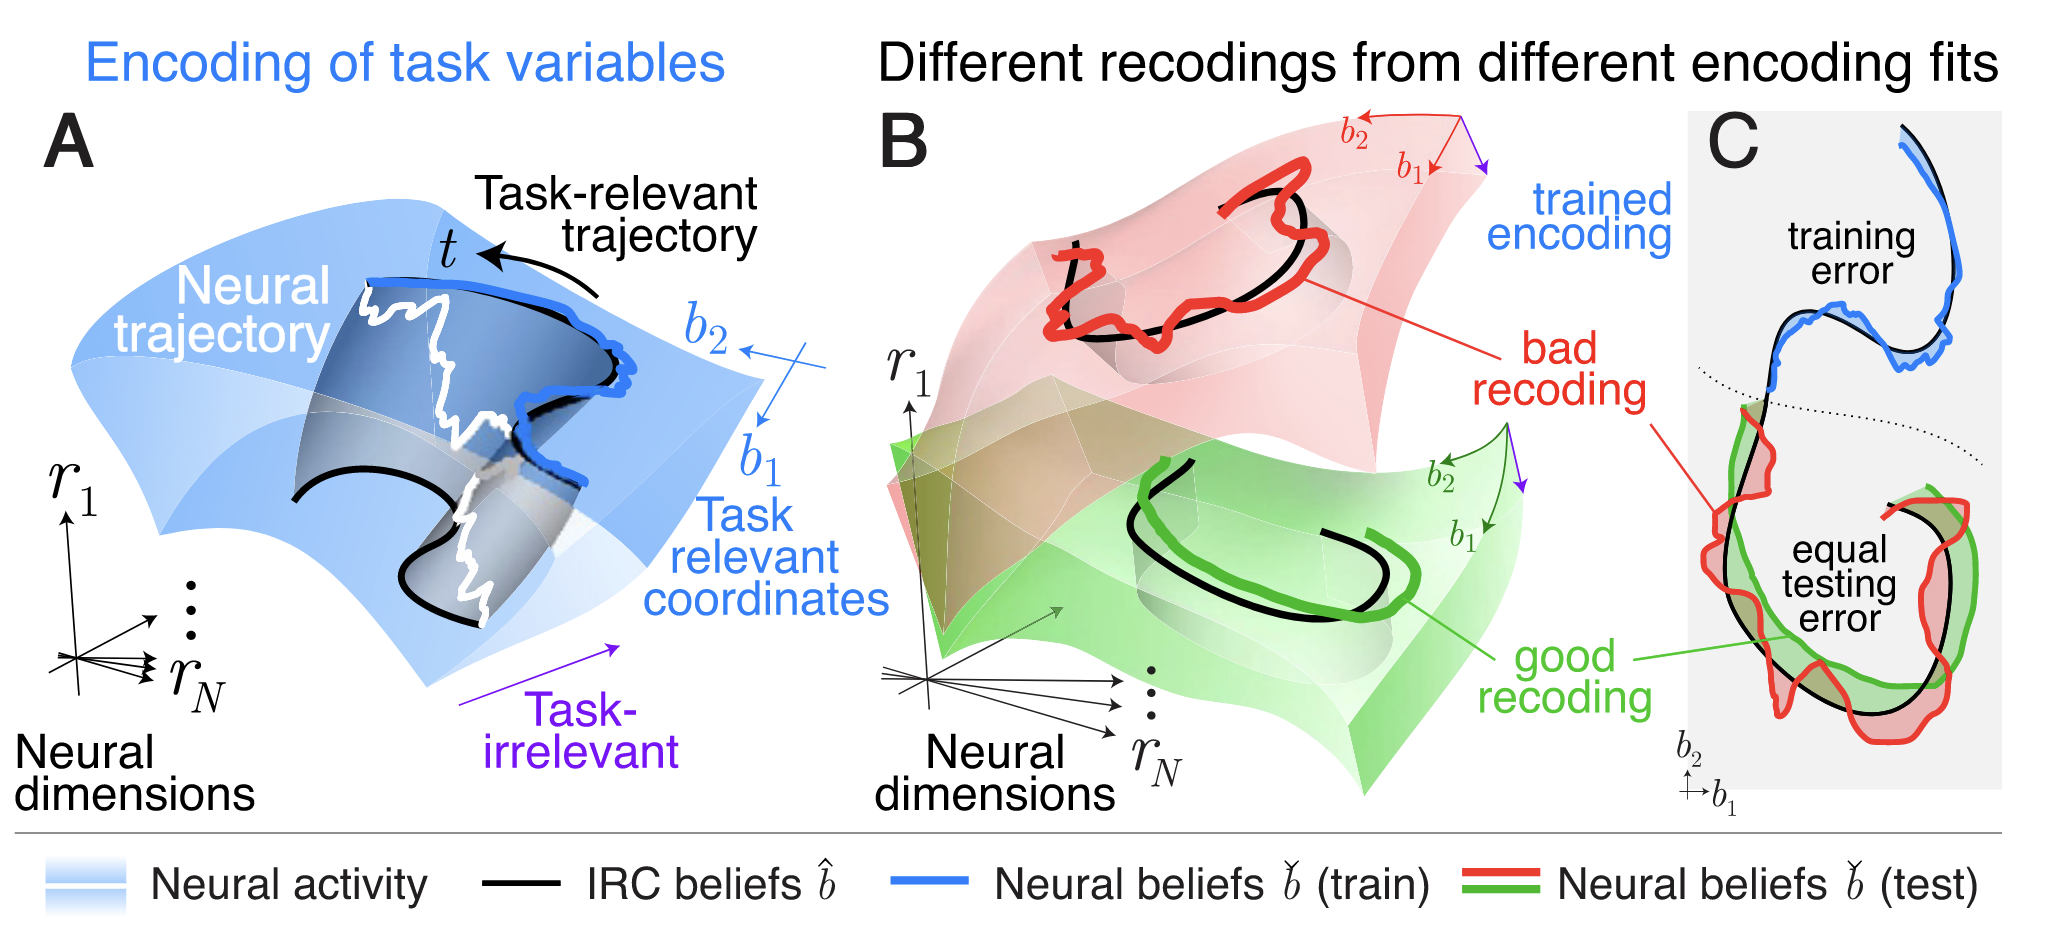 Encoding of task variables
Different recodings from different encoding fits
A
Task-relevant
trajectory
t
Neural
trajectory
b2
b1
Task
relevant
coordinates
r1
rN
Task-
irrelevant
Neural
dimensions
B
b2
b1
trained
encoding
r1
bad
recoding
b2
b1
good
recoding
rN
Neural
dimensions
C
training
error
equal
testing
error
b2
b1
Neural activity
IRC beliefs b̂
Neural beliefs b̌ (train)
Neural beliefs b̌ (test)